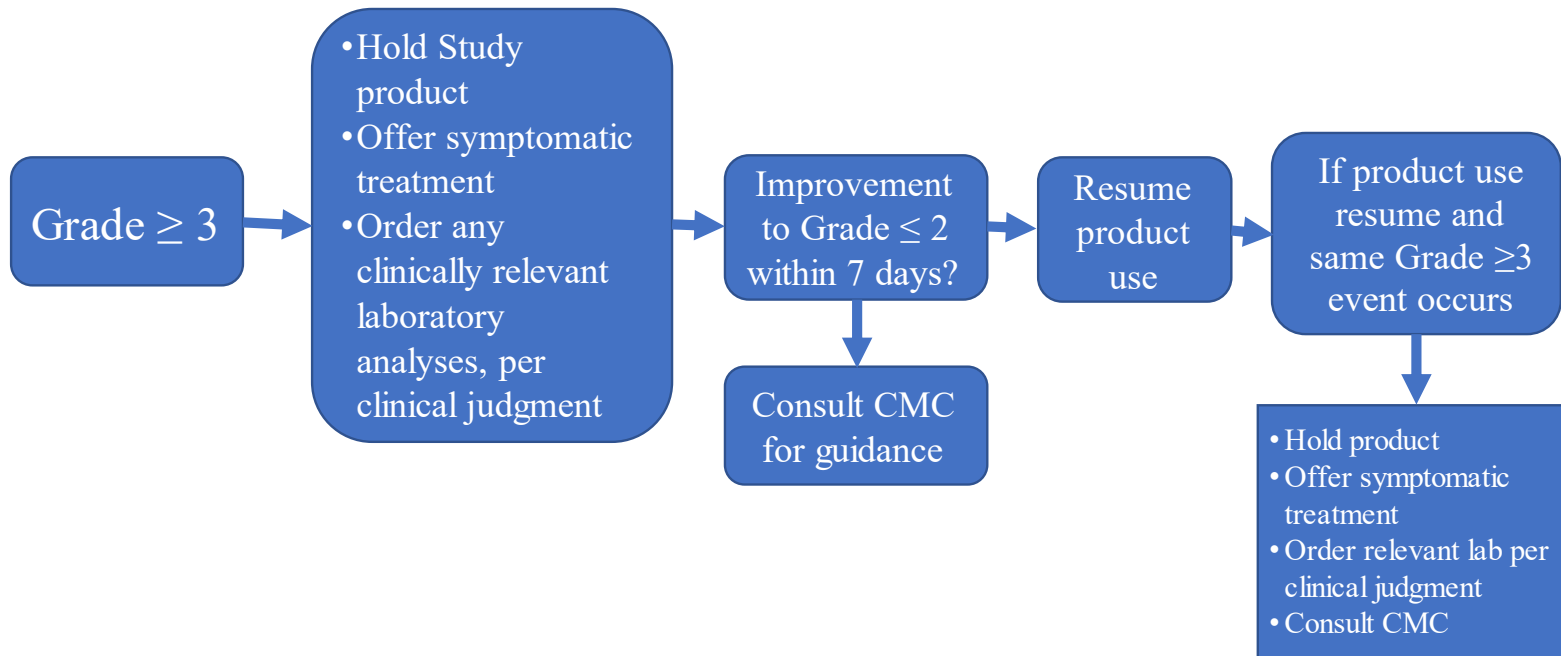 Grade ≥ 3
•Hold Study
product
•Offer symptomatic
treatment
•Order any
clinically relevant
laboratory
analyses, per
clinical judgment
Improvement
to Grade ≤ 2
within 7 days?
Consult CMC
for guidance
Resume
product
use
If product use
resume and
same Grade ≥3
event occurs
• Hold product
• Offer symptomatic
treatment
• Order relevant lab per
clinical judgment
• Consult CMC